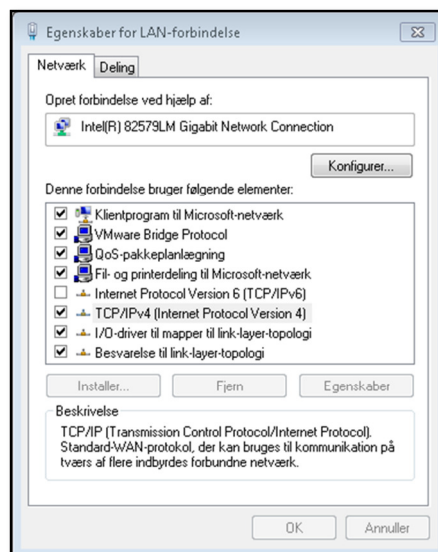 Egenskaber for LAN-forbindelse
Netværk Deling
Opret forbindelse ved hjælp af:
Intel(R) 82579LM Gigabit Network Connection
Konfigurer...
Denne forbindelse bruger følgende elementer:
Klientprogram til Microsoft-netværk
VMware Bridge Protocol
QoS-pakkeplanlægning
Fil- og printerdeling til Microsoft-netværk
Internet Protocol Version 6 (TCP/IPv6)
TCP/IPv4 (Internet Protocol Version 4)
I/O-driver til mapper til link-layer-topologi
Besvarelse til link-layer-topologi
Installer... Fjern Egenskaber
Beskrivelse
TCP/IP (Transmission Control Protocol/Internet Protocol).
Standard-WAN-protokol, der kan bruges til kommunikation på
tværs af flere indbyrdes forbundne netværk.
OK Annuller